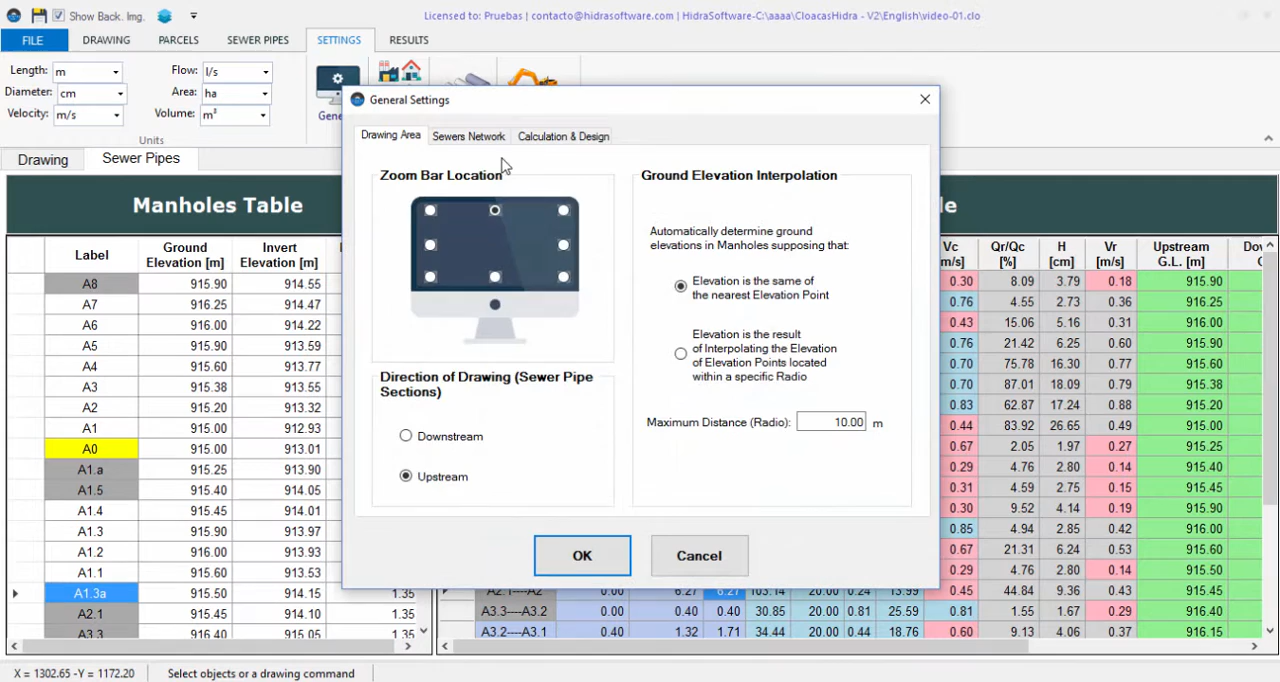 Show Back. Img.
Licensed to: Pruebas | contacto@hidrasoftware.com | HidraSoftware-C:\aaaa\CloacasHidra - V2\English\video-01.clo
FILE DRAWING PARCELS SEWER PIPES SETTINGS RESULTS
Length: m Flow: l/s
Diameter: cm Area: ha
Velocity: m/s Volume: m³
Units
Drawing Sewer Pipes
Manholes Table
Label Ground Elevation [m] Invert Elevation [m]
A8 915.90 914.55
A7 916.25 914.47
A6 916.00 914.22
A5 915.90 913.59
A4 915.60 913.66
A3 915.38 913.55
A2 915.20 913.32
A1 915.00 912.93
A0 915.00 913.01
A1.a 915.25 913.90
A1.5 915.40 914.05
A1.4 915.45 914.01
A1.3 915.90 913.97
A1.2 916.00 913.93
A1.1 915.60 913.53
A1.3a 915.50 914.15 1.35
A2.1 915.45 914.10 1.35
A3.3 916.40 915.05 1.35
General Settings
Drawing Area Sewers Network Calculation & Design
Zoom Bar Location
Direction of Drawing (Sewer Pipe
Sections)
Downstream
Upstream
Ground Elevation Interpolation
Automatically determine ground
elevations in Manholes supposing that:
Elevation is the same of
the nearest Elevation Point
Elevation is the result
of Interpolating the Elevation
of Elevation Points located
within a specific Radio
Maximum Distance (Radio): 10.00 m
OK Cancel
Vc Qr/Qc [%] H [cm] Vr [m/s] Upstream G.L. [m]
0.30 8.09 3.79 0.18 915.90
0.76 4.55 2.73 0.36 916.25
0.43 15.06 5.16 0.31 916.00
0.76 21.42 6.25 0.60 915.90
0.70 75.78 16.30 0.77 915.60
0.70 87.01 18.09 0.79 915.38
0.83 62.87 17.24 0.88 915.20
0.44 83.92 26.65 0.49 915.00
0.67 2.05 1.97 0.27 915.25
0.29 4.76 2.80 0.14 915.40
0.31 4.59 2.75 0.15 915.45
0.30 9.52 4.14 0.19 915.50
0.85 4.94 2.85 0.42 916.00
0.67 21.31 6.24 0.53 915.60
0.29 4.76 2.80 0.14 915.50
A2.1----A2 0.00 6.27 6.27 103.14 20.00 0.24 13.99 0.45 44.84 9.36 0.43 915.45
A3.3----A3.2 0.00 0.40 0.40 30.85 20.00 0.81 25.59 0.81 1.55 1.67 0.29 916.40
A3.2----A3.1 0.40 1.32 1.71 34.44 20.00 0.44 18.76 0.60 9.13 4.06 0.37 916.15
X = 1302.65 -Y = 1172.20 Select objects or a drawing command